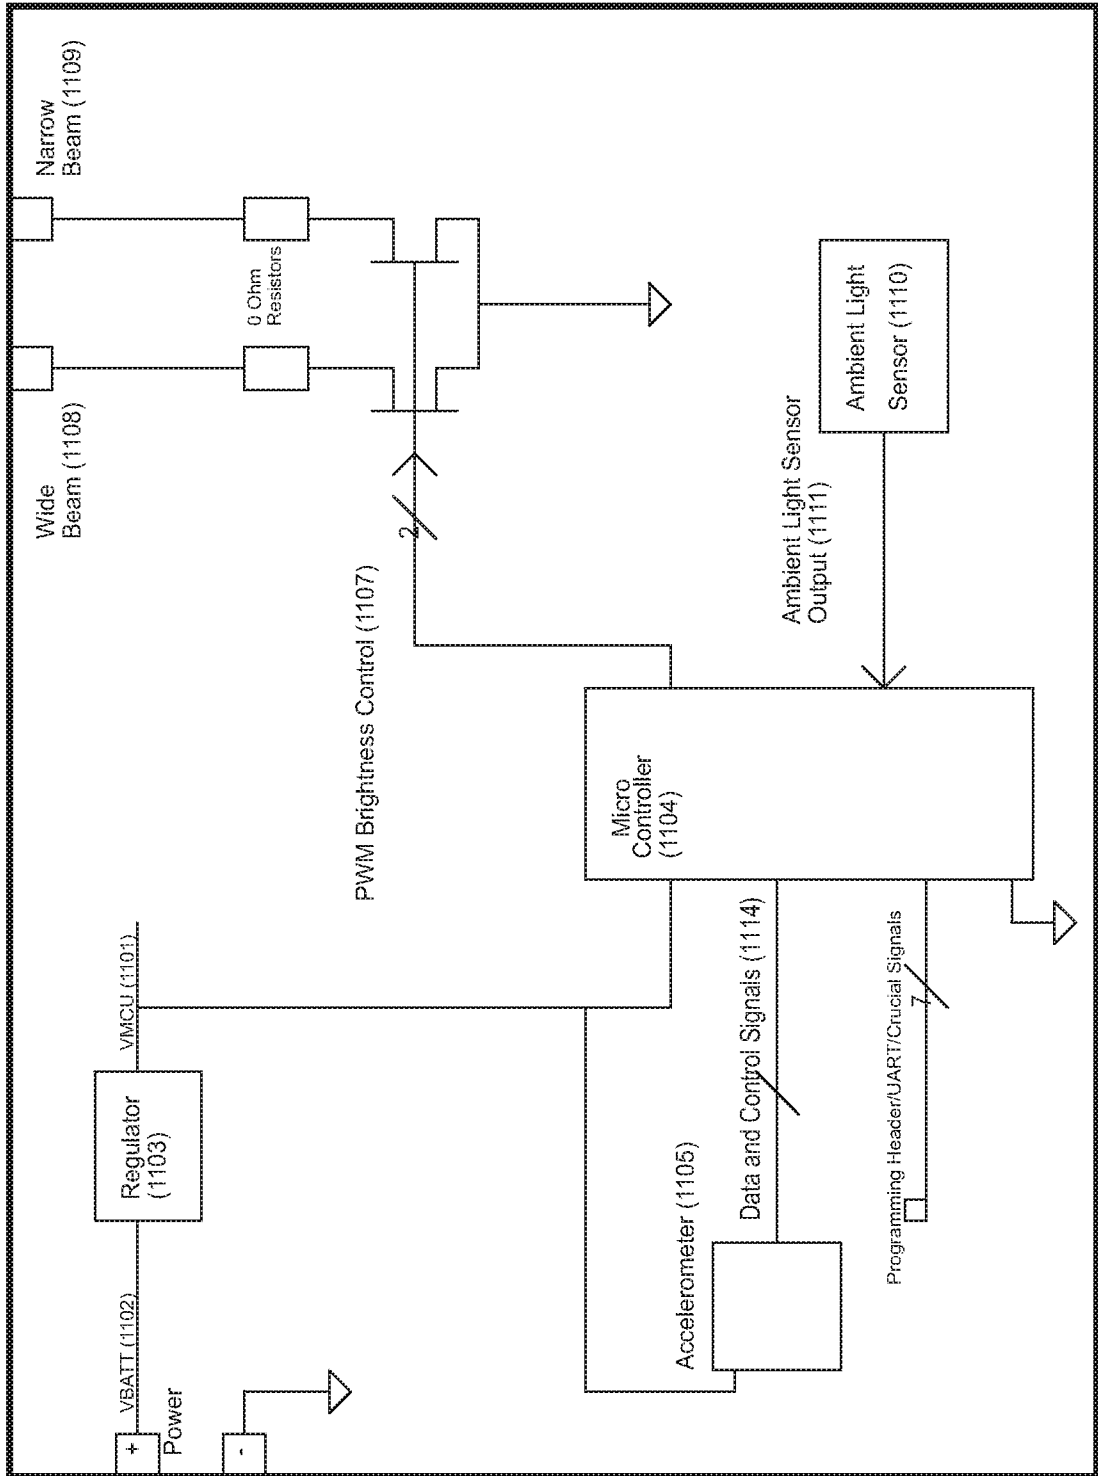 Narrow
Beam (1109)
Wide
Beam (1108)
0 Ohm
Resistors
2
PWM Brightness Control (1107)
Ambient Light
Sensor (1110)
Ambient Light Sensor
Output (1111)
Micro
Controller
(1104)
VMCU (1101)
Regulator
(1103)
VBATT (1102)
+
Power
-
Accelerometer (1105)
Data and Control Signals (1114)
Programming Header/UART/Crucial Signals
7